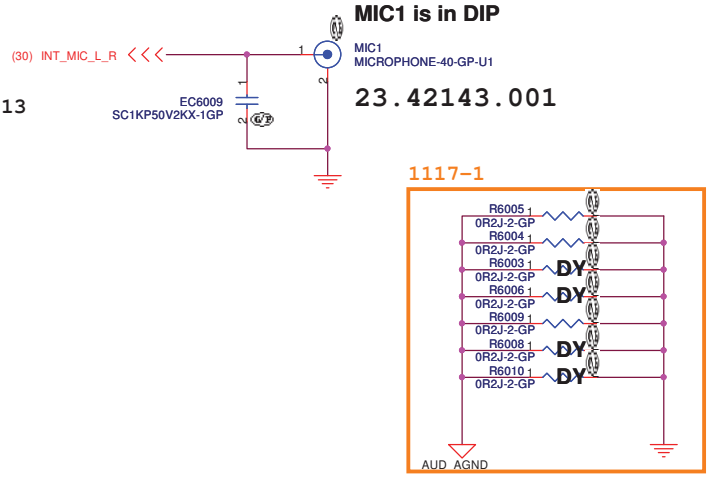 MIC1 is in DIP
(30) INT_MIC_L_R
1
MIC1
MICROPHONE-40-GP-U1
2
1
13
EC6009
SC1KP50V2KX-1GP
2
23.42143.001
1117-1
R6005 1
0R2J-2-GP
R6004 1
0R2J-2-GP
R6003 1 DY
0R2J-2-GP
R6006 1 DY
0R2J-2-GP
R6009 1
0R2J-2-GP
R6008 1 DY
0R2J-2-GP
R6010 1 DY
0R2J-2-GP
AUD_AGND